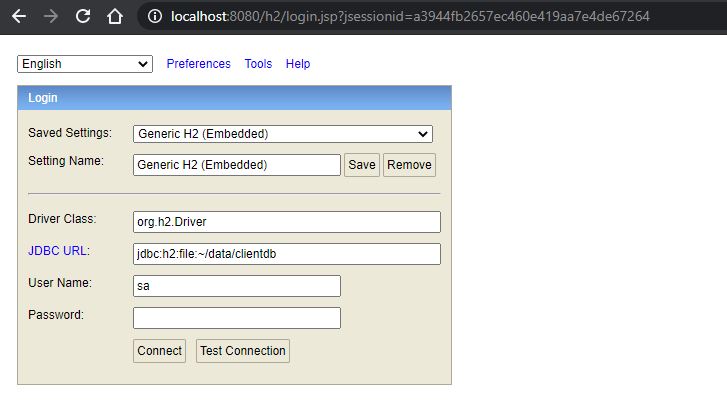 localhost:8080/h2/login.jsp?jsessionid=a3944fb2657ec460e419aa7e4de67264
English Preferences Tools Help
Login
Saved Settings: Generic H2 (Embedded)
Setting Name: Generic H2 (Embedded) Save Remove
Driver Class: org.h2.Driver
JDBC URL: jdbc:h2:file:~/data/clientdb
User Name: sa
Password:
Connect Test Connection